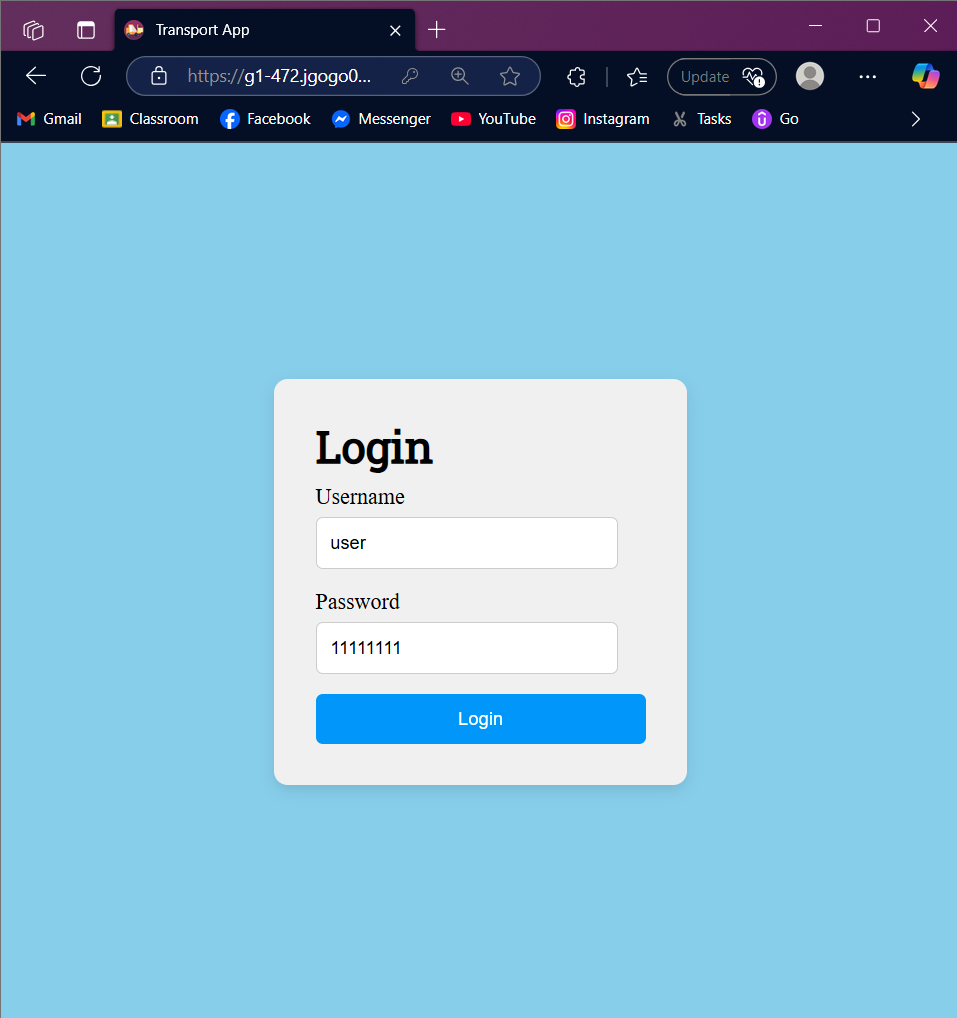 Transport App
https://g1-472.jgogo0...
Update
Gmail Classroom Facebook Messenger YouTube Instagram Tasks Go
Login
Username
user
Password
11111111
Login